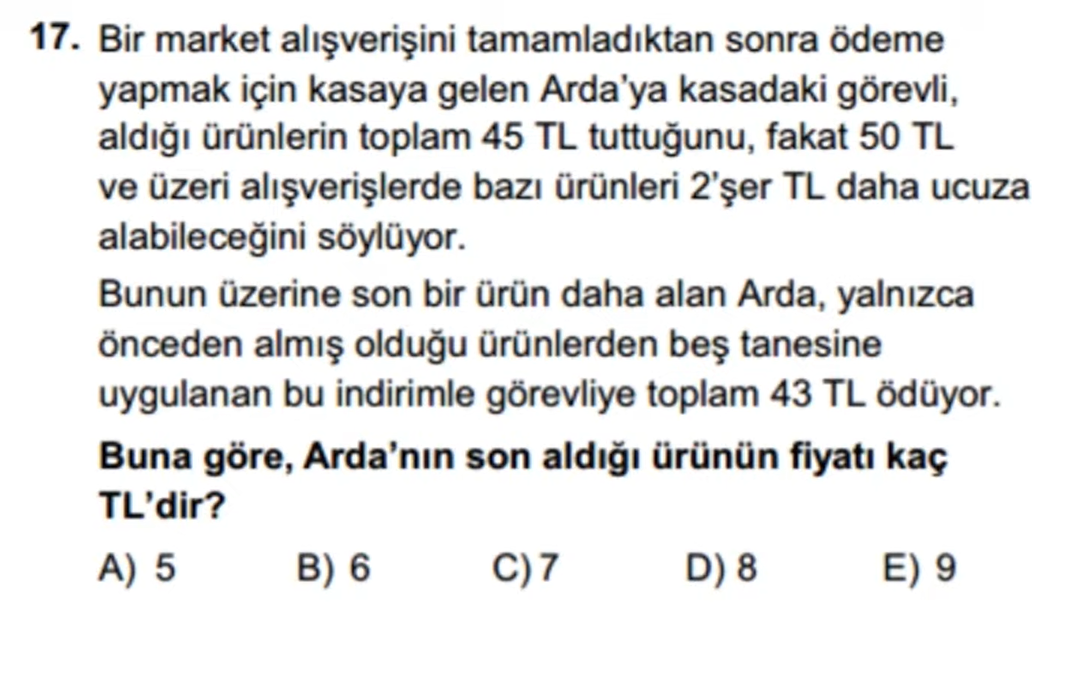 17. Bir market alışverişini tamamladıktan sonra ödeme
yapmak için kasaya gelen Arda'ya kasadaki görevli,
aldığı ürünlerin toplam 45 TL tuttuğunu, fakat 50 TL
ve üzeri alışverişlerde bazı ürünleri 2'şer TL daha ucuza
alabileceğini söylüyor.
Bunun üzerine son bir ürün daha alan Arda, yalnızca
önceden almış olduğu ürünlerden beş tanesine
uygulanan bu indirimle görevliye toplam 43 TL ödüyor.
Buna göre, Arda'nın son aldığı ürünün fiyatı kaç
TL'dir?
A) 5 B) 6 C) 7 D) 8 E) 9